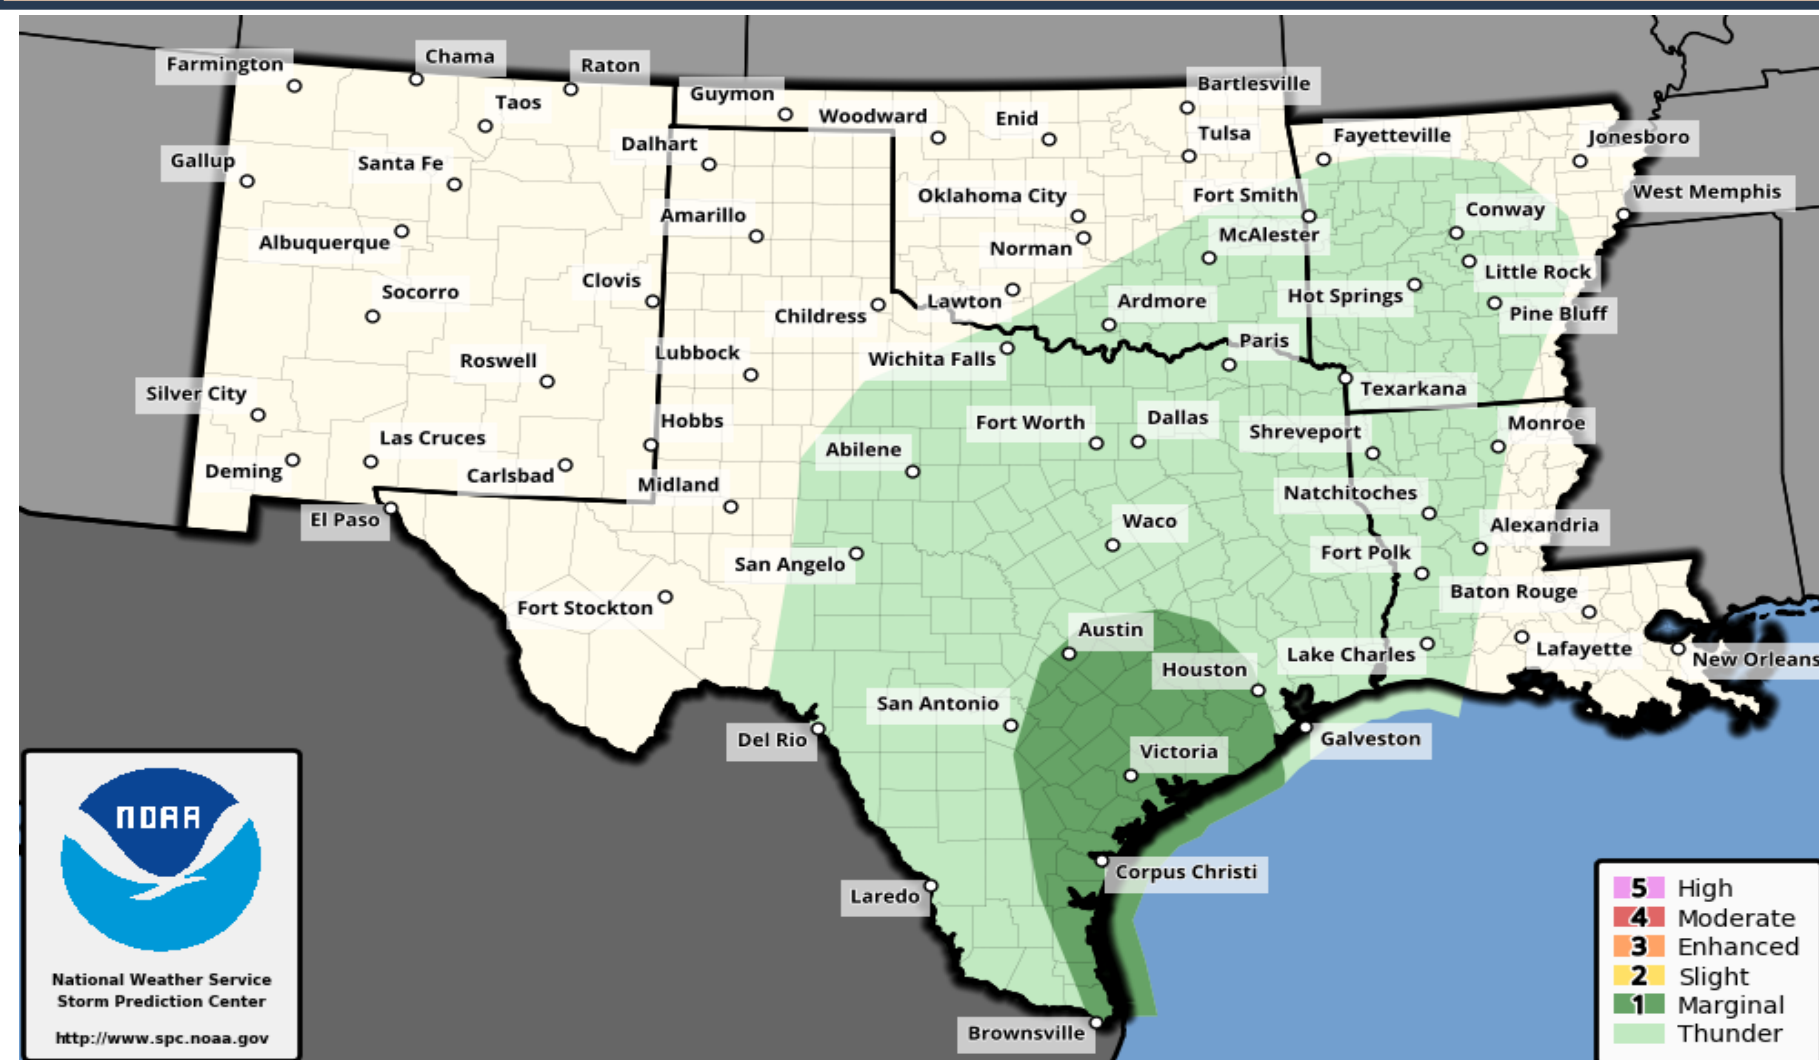 Farmington
Chama
Raton
Taos
Guymon
Woodward
Enid
Bartlesville
Tulsa
Fayetteville
Jonesboro
Gallup
Santa Fe
Dalhart
Oklahoma City
Fort Smith
Conway
West Memphis
Albuquerque
Amarillo
Norman
McAlester
Socorro
Clovis
Childress
Lawton
Ardmore
Hot Springs
Little Rock
Pine Bluff
Roswell
Lubbock
Wichita Falls
Paris
Texarkana
Silver City
Las Cruces
Hobbs
Abilene
Fort Worth
Dallas
Shreveport
Monroe
Deming
Carlsbad
Midland
Natchitoches
El Paso
San Angelo
Waco
Fort Polk
Alexandria
Fort Stockton
Baton Rouge
Austin
Houston
Lake Charles
Lafayette
New Orleans
Del Rio
San Antonio
Victoria
Galveston
Laredo
Corpus Christi
Brownsville
NOAA
National Weather Service
Storm Prediction Center
http://www.spc.noaa.gov
5 High
4 Moderate
3 Enhanced
2 Slight
1 Marginal
Thunder